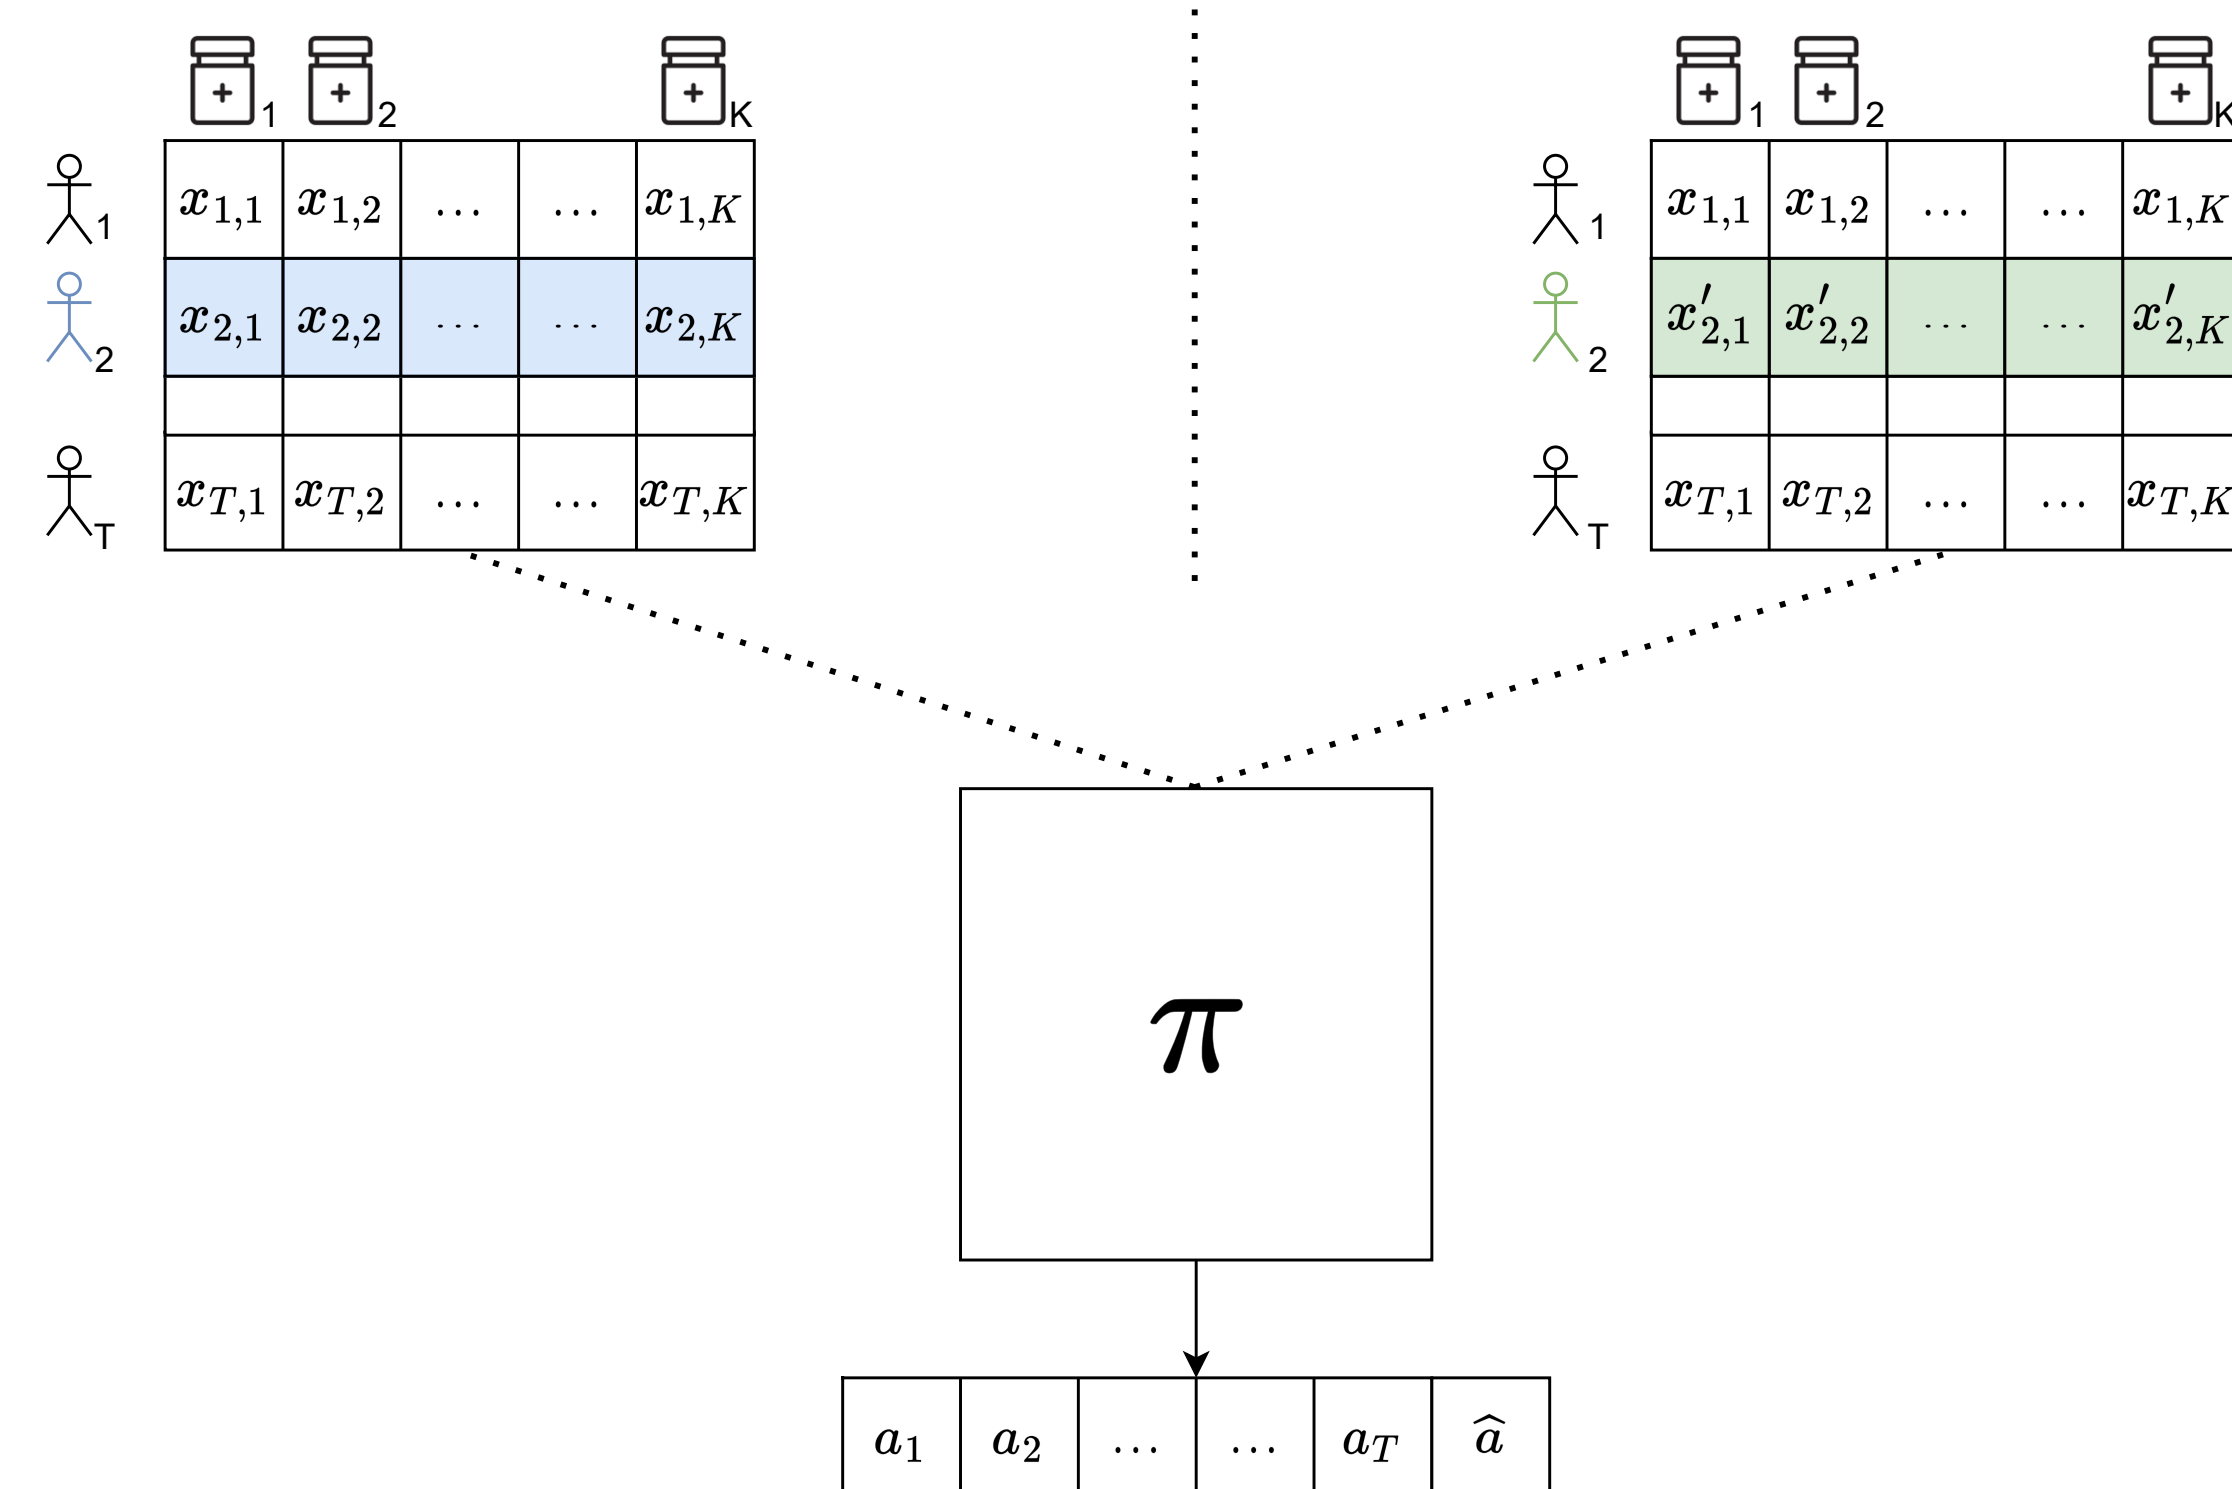 1 2 K 1 2 K
1 x_{1,1} x_{1,2} ... ... x_{1,K} 1 x_{1,1} x_{1,2} ... ... x_{1,K}
2 x_{2,1} x_{2,2} ... ... x_{2,K} 2 x'_{2,1} x'_{2,2} ... ... x'_{2,K}
T x_{T,1} x_{T,2} ... ... x_{T,K} T x_{T,1} x_{T,2} ... ... x_{T,K}
π
a_1 a_2 ... ... a_T \widehat{a}